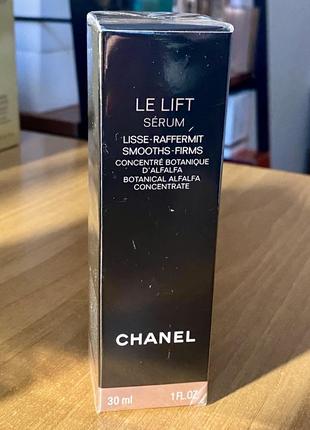 LE LIFT
SÉRUM
LISSE-RAFFERMIT
SMOOTHS-FIRMS
CONCENTRÉ BOTANIQUE
D'ALFALFA
BOTANICAL ALFALFA
CONCENTRATE
CHANEL
30 ml 1 FL.OZ